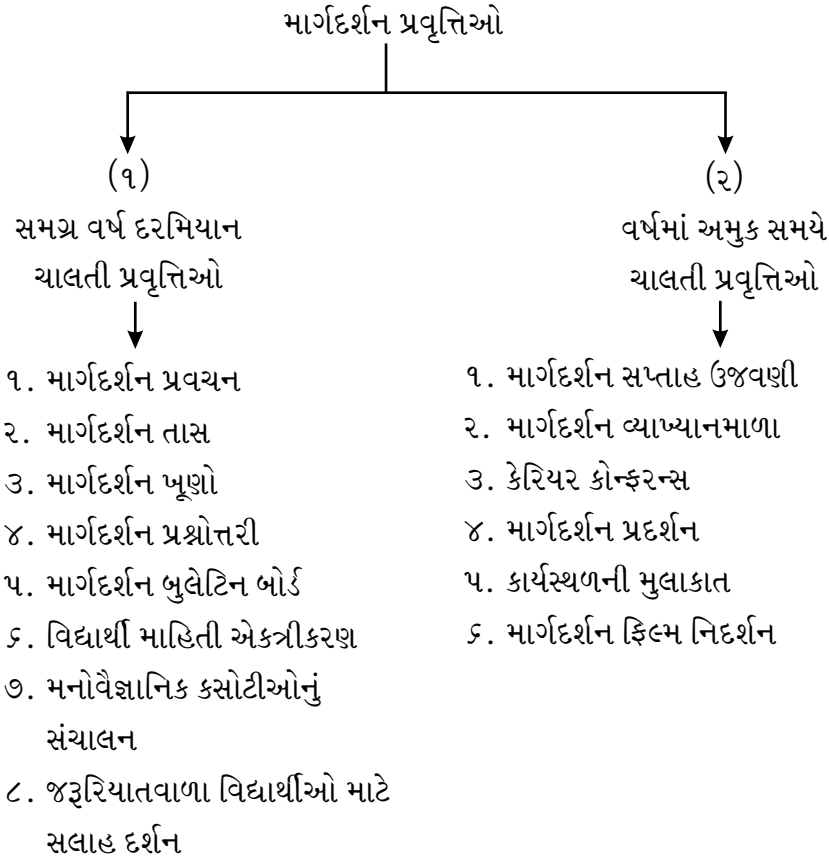 માર્ગદર્શન પ્રવૃત્તિઓ
(૧)
સમગ્ર વર્ષ દરમિયાન
ચાલતી પ્રવૃત્તિઓ
૧. માર્ગદર્શન પ્રવચન
૨. માર્ગદર્શન તાસ
૩. માર્ગદર્શન ખૂણો
૪. માર્ગદર્શન પ્રશ્નોત્તરી
૫. માર્ગદર્શન બુલેટિન બોર્ડ
૬. વિદ્યાર્થી માહિતી એકત્રીકરણ
૭. મનોવૈજ્ઞાનિક કસોટીઓનું
સંચાલન
૮. જરૂરિયાતવાળા વિદ્યાર્થીઓ માટે
સલાહ દર્શન
(૨)
વર્ષમાં અમુક સમયે
ચાલતી પ્રવૃત્તિઓ
૧. માર્ગદર્શન સપ્તાહ ઉજવણી
૨. માર્ગદર્શન વ્યાખ્યાનમાળા
૩. કેરિયર કોન્ફરન્સ
૪. માર્ગદર્શન પ્રદર્શન
૫. કાર્યસ્થળની મુલાકાત
૬. માર્ગદર્શન ફિલ્મ નિદર્શન